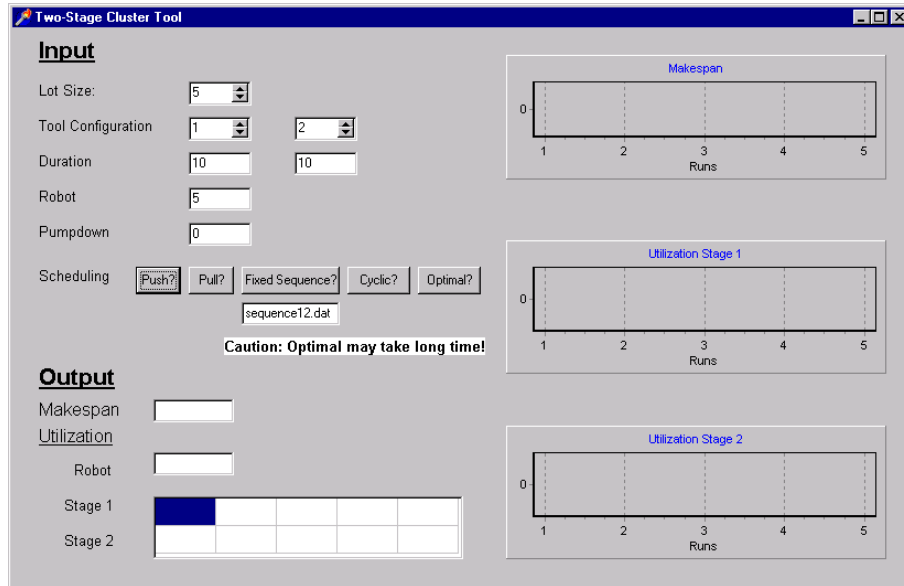 Two-Stage Cluster Tool
Input
Lot Size: 5
Tool Configuration 1 2
Duration 10 10
Robot 5
Pumpdown 0
Scheduling Push? Pull? Fixed Sequence? Cyclic? Optimal?
sequence12.dat
Caution: Optimal may take long time!
Output
Makespan
Utilization
Robot
Stage 1
Stage 2
Makespan
0
1 2 3 4 5
Runs
Utilization Stage 1
0
1 2 3 4 5
Runs
Utilization Stage 2
0
1 2 3 4 5
Runs